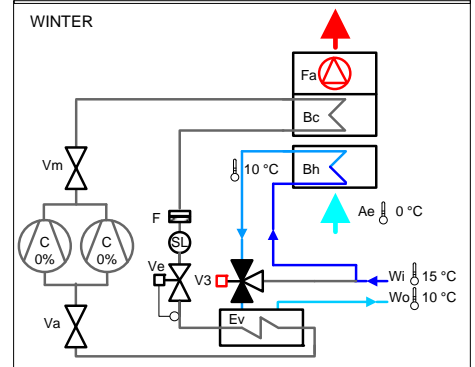 WINTER
Fa
Bc
Vm
10 °C
Bh
F
Ae 0 °C
C
0%
C
0%
SL
Ve
V3
Wi 15 °C
Wo 10 °C
Va
Ev